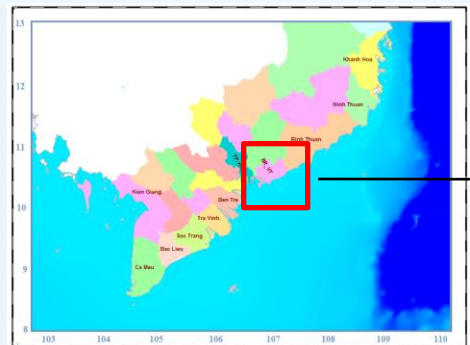 13
Khanh Hoa
12
Ninh Thuan
11
Binh Thuan
BR_VT
Kien Giang
10
Ben Tre
Tra Vinh
Soc Trang
Bac Lieu
9
Ca Mau
8
103 104 105 106 107 108 109 110